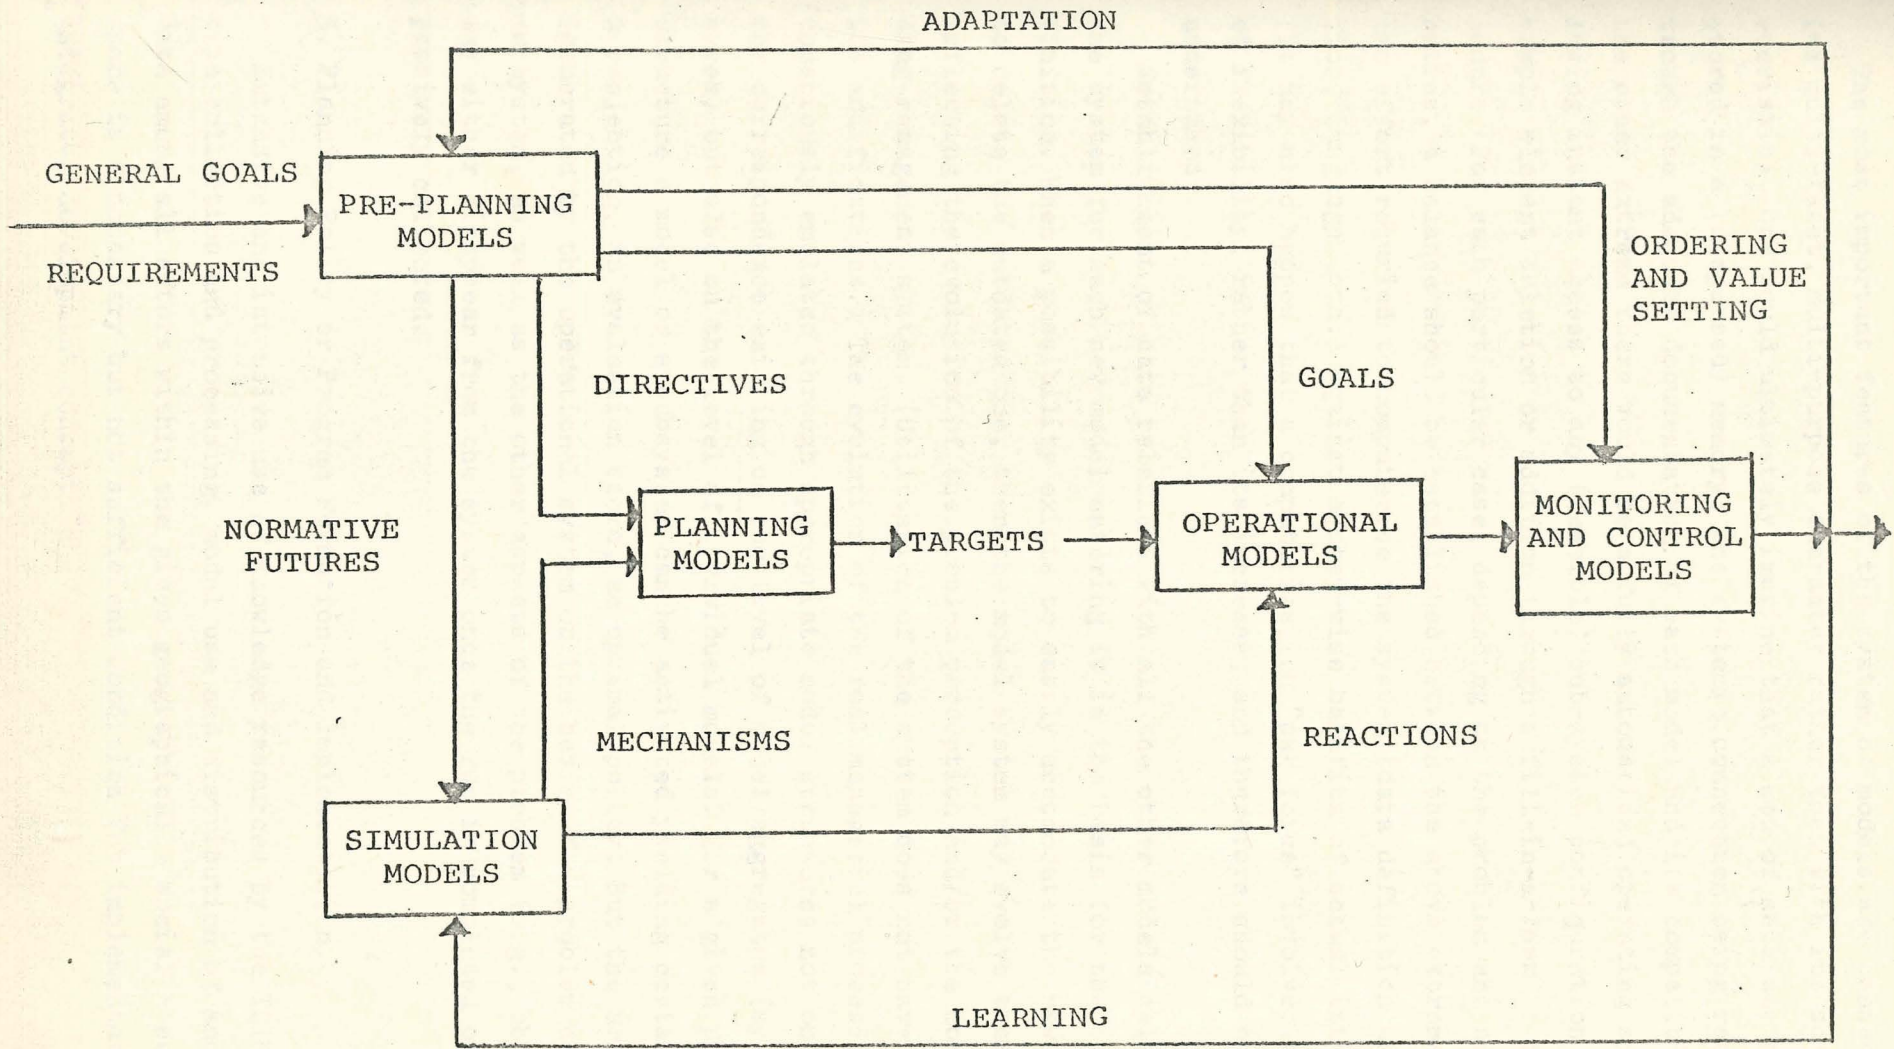 ADAPTATION
GENERAL GOALS
REQUIREMENTS
PRE-PLANNING
MODELS
ORDERING
AND VALUE
SETTING
DIRECTIVES
GOALS
NORMATIVE
FUTURES
PLANNING
MODELS
TARGETS
OPERATIONAL
MODELS
MONITORING
AND CONTROL
MODELS
MECHANISMS
REACTIONS
SIMULATION
MODELS
LEARNING